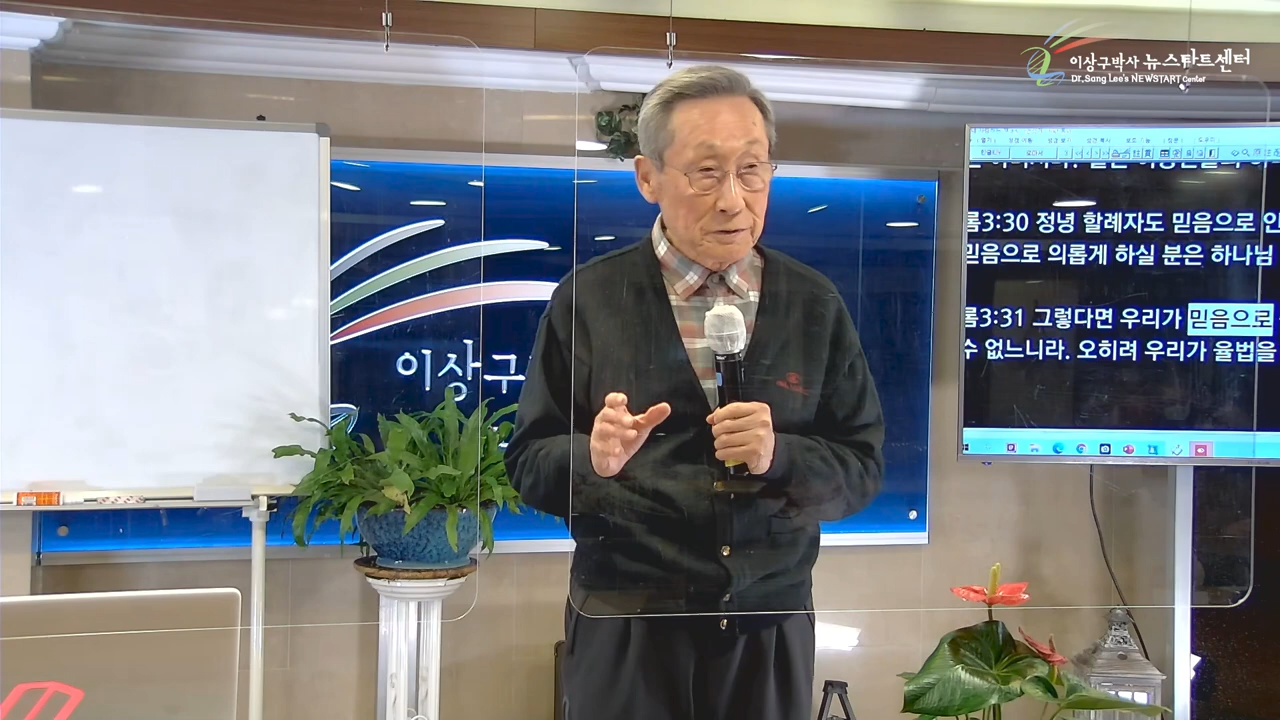 이상구박사 뉴스타트센터
Dr.Sang Lee's NEWSTART Center
롬3:30 정녕 할례자도 믿음으로 인
믿음으로 의롭게 하실 분은 하나님
롬3:31 그렇다면 우리가 믿음으로
수 없느니라. 오히려 우리가 율법을
이상구